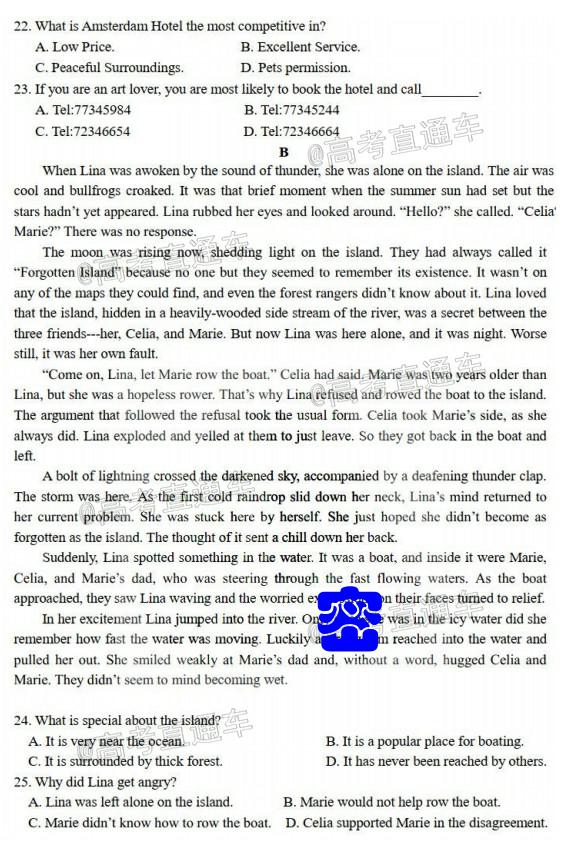 22. What is Amsterdam Hotel the most competitive in?
A. Low Price. B. Excellent Service.
C. Peaceful Surroundings. D. Pets permission.
23. If you are an art lover, you are most likely to book the hotel and call________.
A. Tel:77345984 B. Tel:77345244
C. Tel:72346654 D. Tel:72346664
@高考直通车
B
When Lina was awoken by the sound of thunder, she was alone on the island. The air was
cool and bullfrogs croaked. It was that brief moment when the summer sun had set but the
stars hadn't yet appeared. Lina rubbed her eyes and looked around. “Hello?” she called. “Celia'
Marie?” There was no response.
The moon was rising now, shedding light on the island. They had always called it
“Forgotten Island” because no one but they seemed to remember its existence. It wasn't on
@高考直通车
any of the maps they could find, and even the forest rangers didn't know about it. Lina loved
that the island, hidden in a heavily-wooded side stream of the river, was a secret between the
three friends---her, Celia, and Marie. But now Lina was here alone, and it was night. Worse
still, it was her own fault.
“Come on, Lina, let Marie row the boat.” Celia had said. Marie was two years older than
Lina, but she was a hopeless rower. That's why Lina refused and rowed the boat to the island.
@高考直通车
The argument that followed the refusal took the usual form. Celia took Marie's side, as she
always did. Lina exploded and yelled at them to just leave. So they got back in the boat and
left.
A bolt of lightning crossed the darkened sky, accompanied by a deafening thunder clap.
The storm was here. As the first cold raindrop slid down her neck, Lina's mind returned to
@高考直通车
her current problem. She was stuck here by herself. She just hoped she didn't become as
forgotten as the island. The thought of it sent a chill down her back.
Suddenly, Lina spotted something in the water. It was a boat, and inside it were Marie,
Celia, and Marie's dad, who was steering through the fast flowing waters. As the boat
approached, they saw Lina waving and the worried on their faces turned to relief.
@高考直通车
In her excitement Lina jumped into the river. was in the icy water did she
remember how fast the water was moving. Luckily a reached into the water and
pulled her out. She smiled weakly at Marie's dad and, without a word, hugged Celia and
Marie. They didn't seem to mind becoming wet.
24. What is special about the island?
@高考直通车
A. It is very near the ocean. B. It is a popular place for boating.
C. It is surrounded by thick forest. D. It has never been reached by others.
25. Why did Lina get angry?
A. Lina was left alone on the island. B. Marie would not help row the boat.
C. Marie didn't know how to row the boat. D. Celia supported Marie in the disagreement.